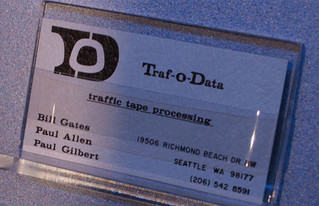 Traf-o-Data
traffic tape processing
Bill Gates
Paul Allen
Paul Gilbert
19506 RICHMOND BEACH DR NW
SEATTLE WA 98177
(206) 542 8591